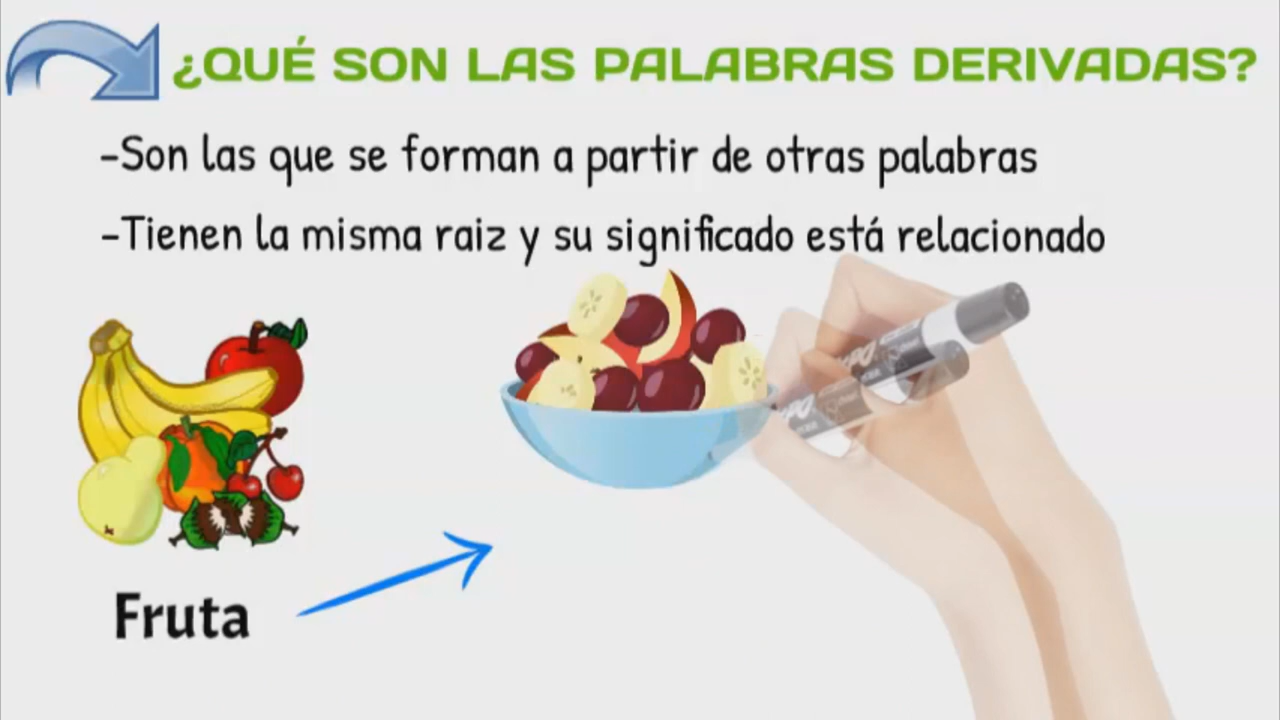 ¿QUÉ SON LAS PALABRAS DERIVADAS?
-Son las que se forman a partir de otras palabras
-Tienen la misma raiz y su significado está relacionado
Fruta